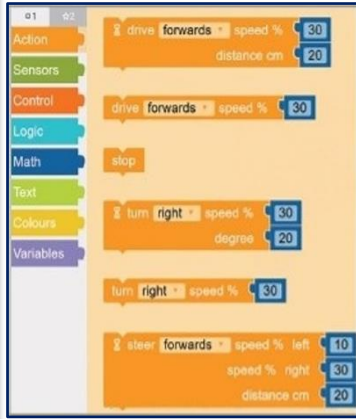 1 2
Action
Sensors
Control
Logic
Math
Text
Colours
Variables
drive forwards speed % 30
distance cm 20
drive forwards speed % 30
stop
turn right speed % 30
degree 20
turn right speed % 30
steer forwards speed % left 10
speed % right 30
distance cm 20